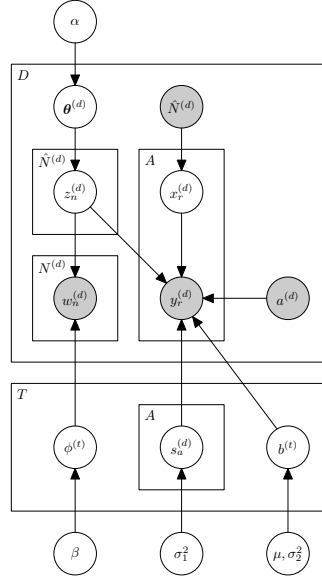 α
D
θ^(d)
N̂^(d)
N̂^(d)
A
z_n^(d)
x_r^(d)
N^(d)
w_n^(d)
y_r^(d)
a^(d)
T
A
ϕ^(t)
s_a^(d)
b^(t)
β
σ_1^2
μ, σ_2^2